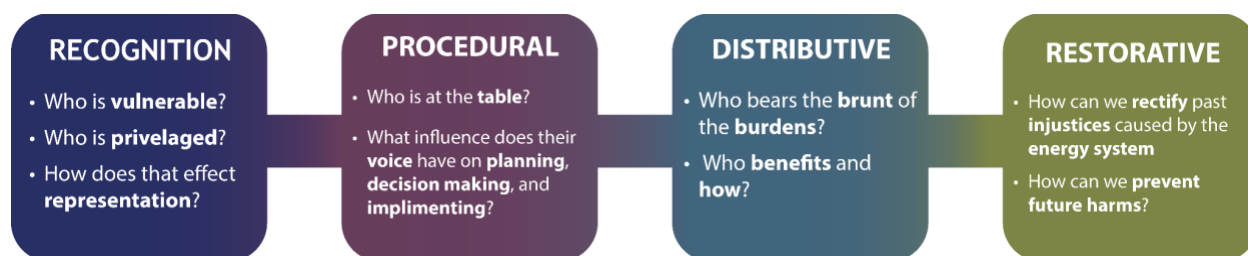 RECOGNITION
• Who is vulnerable?
• Who is privelaged?
• How does that effect
representation?
PROCEDURAL
• Who is at the table?
• What influence does their
voice have on planning,
decision making, and
implimenting?
DISTRIBUTIVE
• Who bears the brunt of
the burdens?
• Who benefits and
how?
RESTORATIVE
• How can we rectify past
injustices caused by the
energy system
• How can we prevent
future harms?